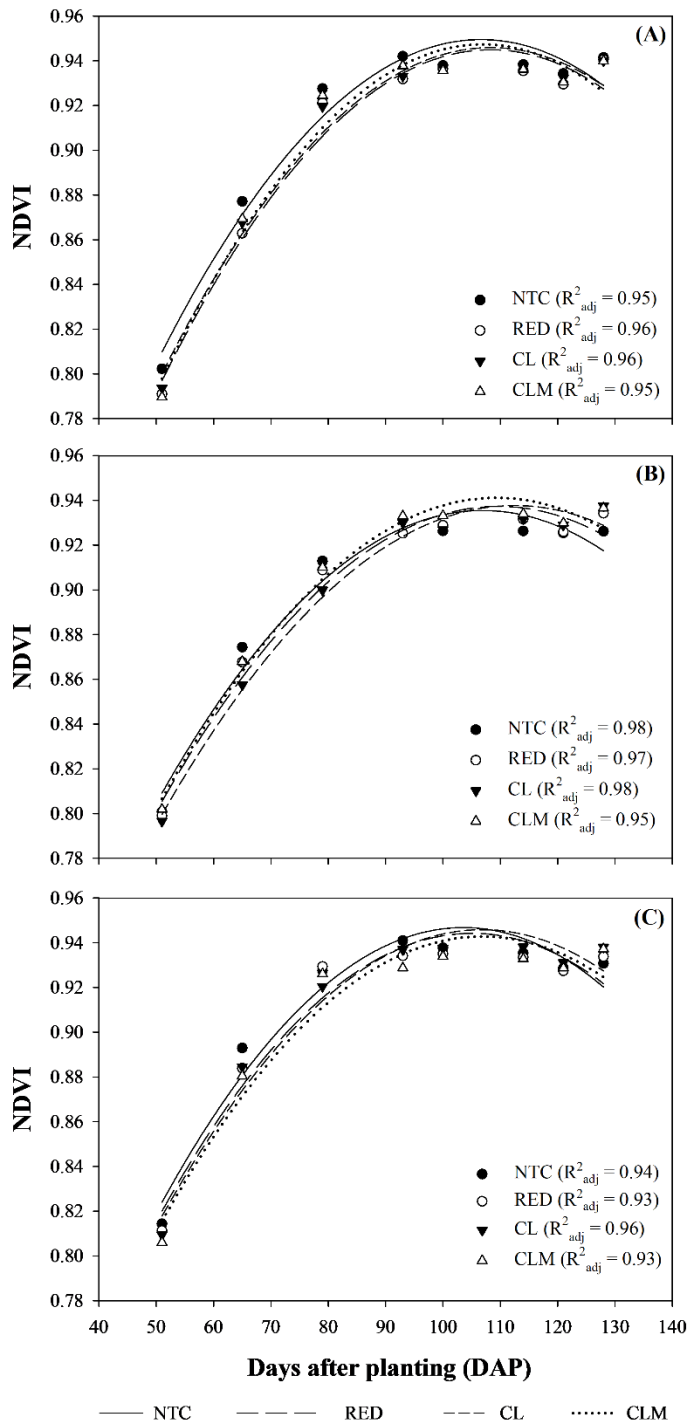 0.96
(A)
0.94
0.92
0.90
0.88
NDVI
0.86
0.84
NTC (R²adj = 0.95)
RED (R²adj = 0.96)
0.82
CL (R²adj = 0.96)
0.80
CLM (R²adj = 0.95)
0.78
0.96
(B)
0.94
0.92
0.90
0.88
NDVI
0.86
0.84
NTC (R²adj = 0.98)
RED (R²adj = 0.97)
0.82
CL (R²adj = 0.98)
0.80
CLM (R²adj = 0.95)
0.78
0.96
(C)
0.94
0.92
0.90
0.88
NDVI
0.86
0.84
NTC (R²adj = 0.94)
RED (R²adj = 0.93)
0.82
CL (R²adj = 0.96)
0.80
CLM (R²adj = 0.93)
0.78
40 50 60 70 80 90 100 110 120 130 140
Days after planting (DAP)
NTC RED CL CLM